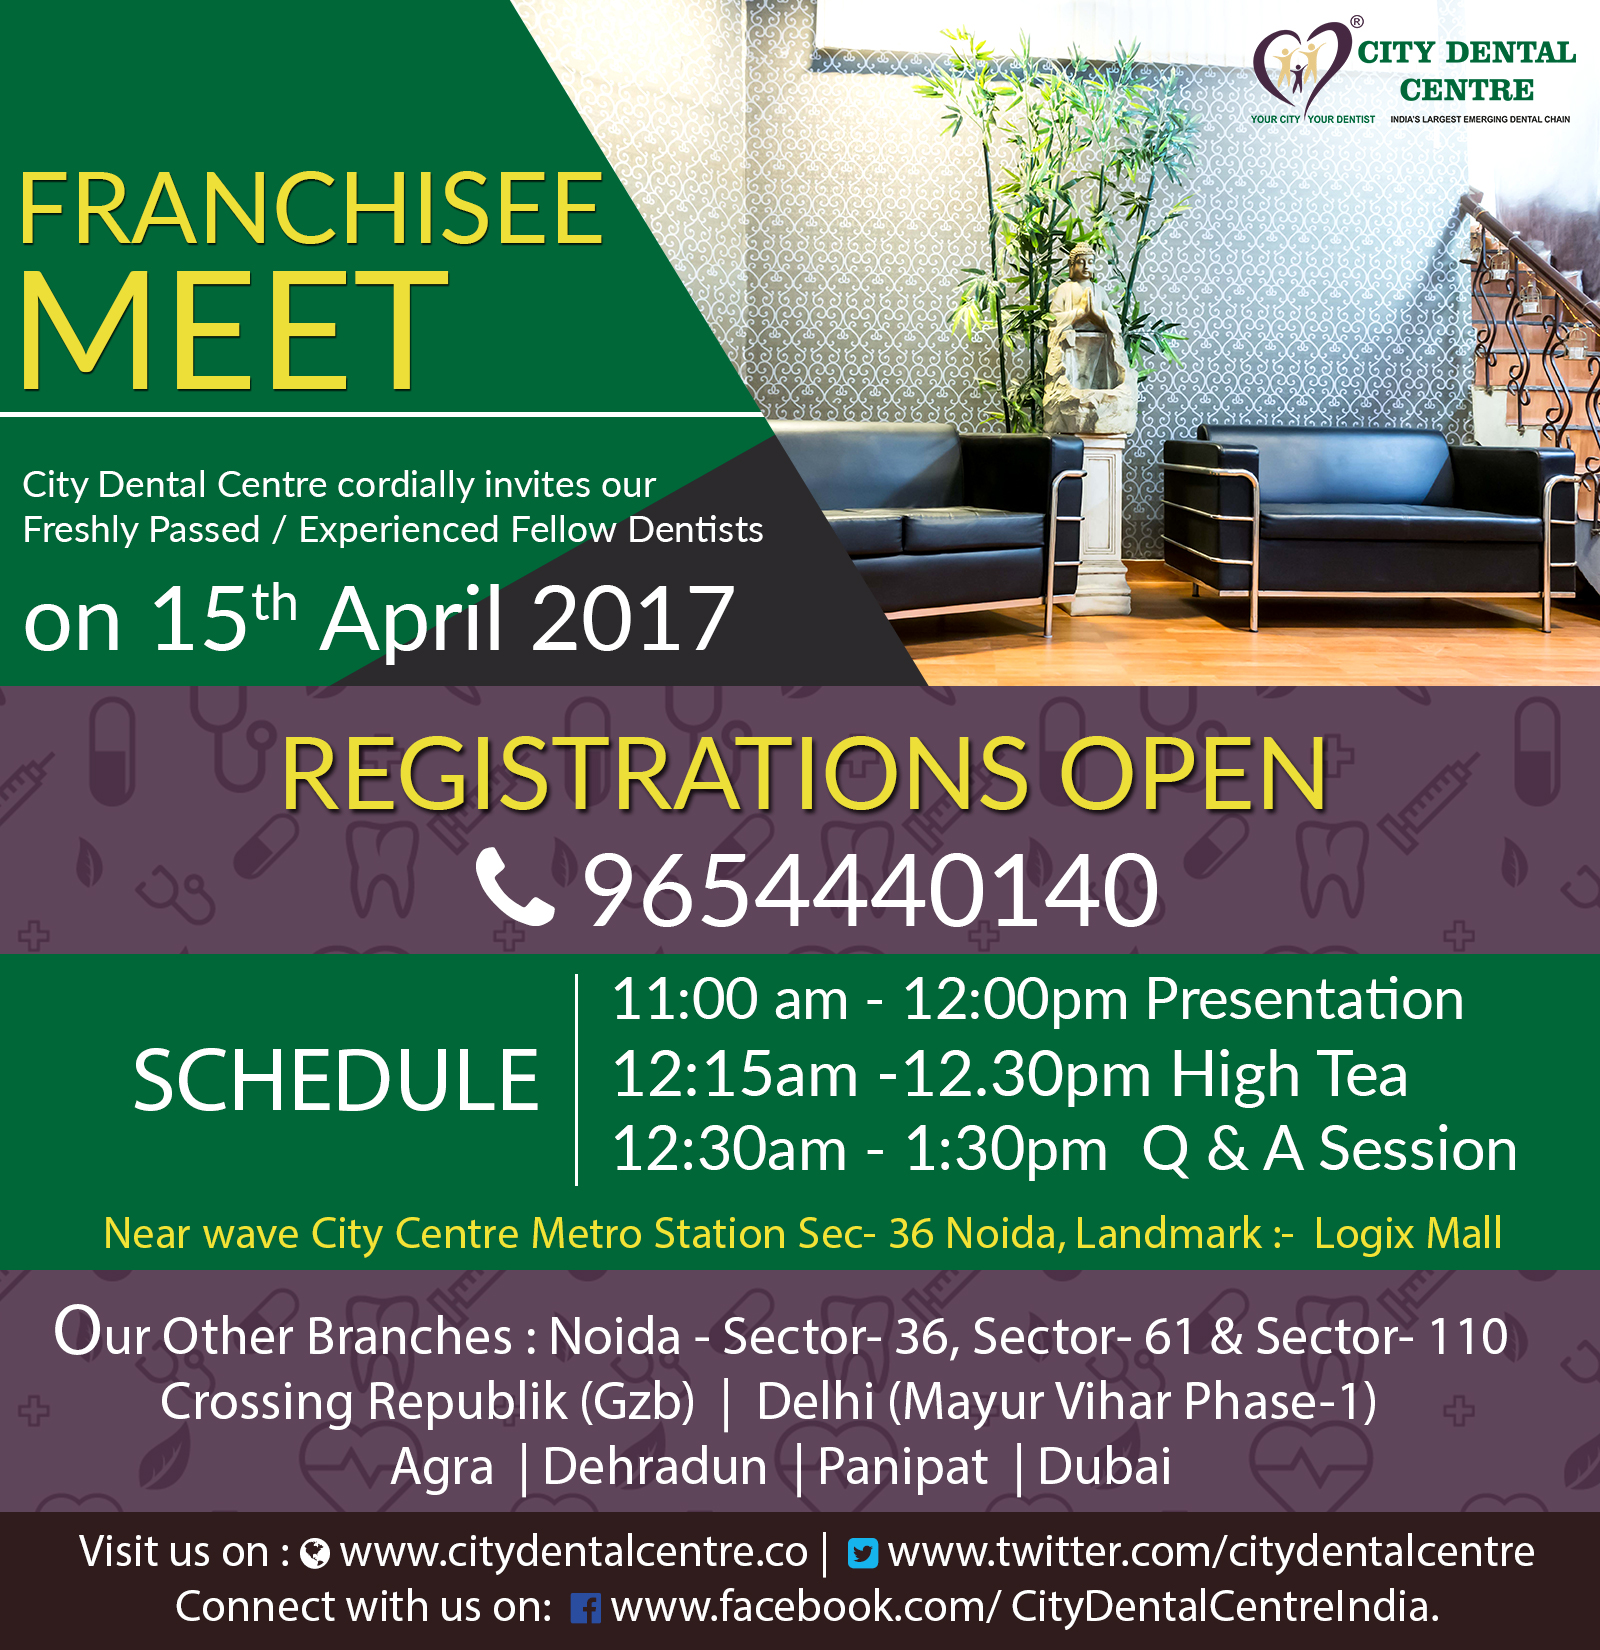 ®
CITY DENTAL
CENTRE
YOUR CITY YOUR DENTIST INDIA'S LARGEST EMERGING DENTAL CHAIN
FRANCHISEE
MEET
City Dental Centre cordially invites our
Freshly Passed / Experienced Fellow Dentists
on 15th April 2017
REGISTRATIONS OPEN
9654440140
SCHEDULE
11:00 am - 12:00pm Presentation
12:15am -12.30pm High Tea
12:30am - 1:30pm Q & A Session
Near wave City Centre Metro Station Sec- 36 Noida, Landmark :- Logix Mall
Our Other Branches : Noida - Sector- 36, Sector- 61 & Sector- 110
Crossing Republik (Gzb) | Delhi (Mayur Vihar Phase-1)
Agra | Dehradun | Panipat | Dubai
Visit us on : www.citydentalcentre.co | www.twitter.com/citydentalcentre
Connect with us on: www.facebook.com/ CityDentalCentreIndia.